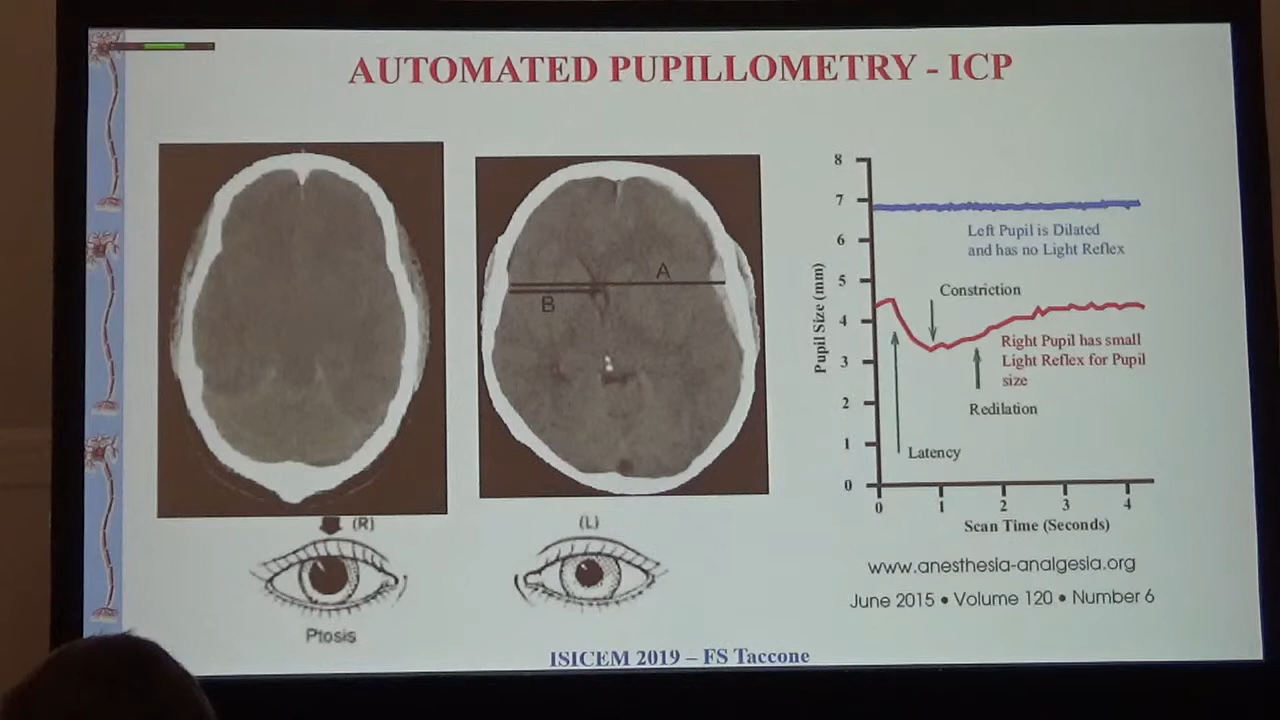 AUTOMATED PUPILLOMETRY - ICP
A
B
(R)
(L)
Ptosis
8
7
6
5
4
3
2
1
0
Pupil Size (mm)
Left Pupil is Dilated
and has no Light Reflex
Constriction
Right Pupil has small
Light Reflex for Pupil
size
Redilation
Latency
0 1 2 3 4
Scan Time (Seconds)
www.anesthesia-analgesia.org
June 2015 • Volume 120 • Number 6
ISICEM 2019 – FS Taccone